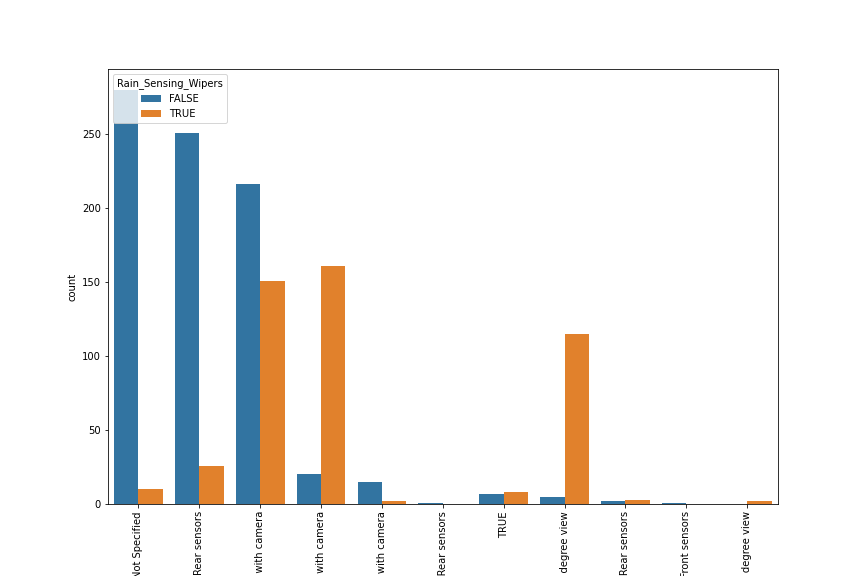 Rain_Sensing_Wipers
FALSE
TRUE
250
200
150
100
50
0
count
Not Specified
Rear sensors
with camera
with camera
with camera
Rear sensors
TRUE
degree view
Rear sensors
Front sensors
degree view